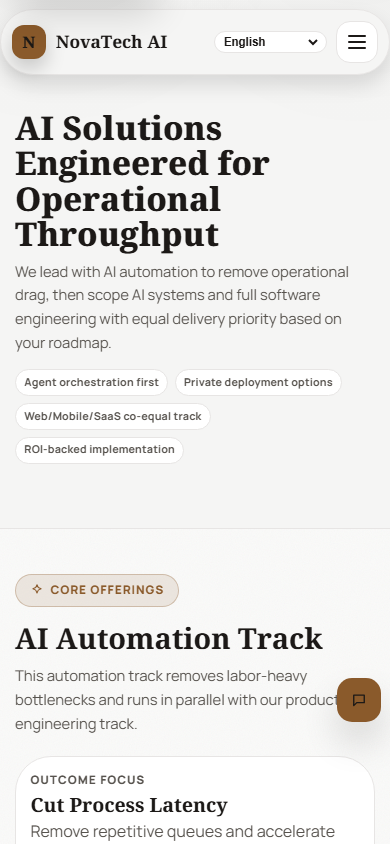 N NovaTech AI English
AI Solutions
Engineered for
Operational
Throughput
We lead with AI automation to remove operational
drag, then scope AI systems and full software
engineering with equal delivery priority based on
your roadmap.
Agent orchestration first Private deployment options
Web/Mobile/SaaS co-equal track
ROI-backed implementation
CORE OFFERINGS
AI Automation Track
This automation track removes labor-heavy
bottlenecks and runs in parallel with our product
engineering track.
OUTCOME FOCUS
Cut Process Latency
Remove repetitive queues and accelerate